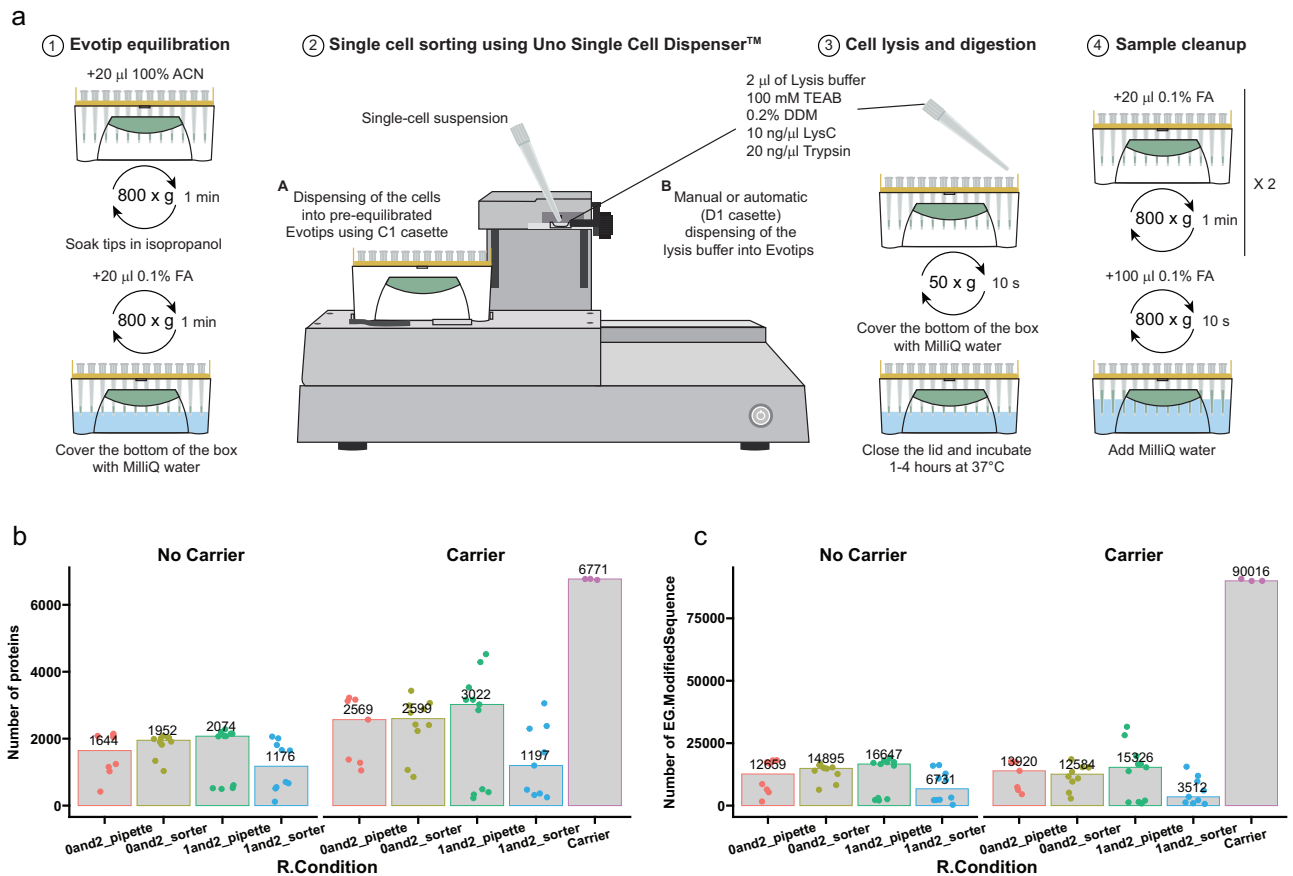 a
1 Evotip equilibration
+20 µl 100% ACN
800 x g
1 min
Soak tips in isopropanol
+20 µl 0.1% FA
800 x g
1 min
Cover the bottom of the box
with MilliQ water
2 Single cell sorting using Uno Single Cell Dispenser™
Single-cell suspension
A
Dispensing of the cells
into pre-equilibrated
Evotips using C1 casette
B
Manual or automatic
(D1 casette)
dispensing of the
lysis buffer into Evotips
3 Cell lysis and digestion
2 µl of Lysis buffer
100 mM TEAB
0.2% DDM
10 ng/µl LysC
20 ng/µl Trypsin
50 x g
10 s
Cover the bottom of the box
with MilliQ water
Close the lid and incubate
1-4 hours at 37°C
4 Sample cleanup
+20 µl 0.1% FA
800 x g
1 min
X 2
+100 µl 0.1% FA
800 x g
10 s
Add MilliQ water
b
No Carrier
Carrier
Number of proteins
6000
4000
2000
0
1644
1952
2074
1176
2569
2599
3022
1197
6771
0and2_pipette
0and2_sorter
1and2_pipette
1and2_sorter
0and2_pipette
0and2_sorter
1and2_pipette
1and2_sorter
Carrier
R.Condition
c
No Carrier
Carrier
Number of EG.ModifiedSequence
75000
50000
25000
0
12659
14895
16647
6731
13920
12584
15326
3512
90016
0and2_pipette
0and2_sorter
1and2_pipette
1and2_sorter
0and2_pipette
0and2_sorter
1and2_pipette
1and2_sorter
Carrier
R.Condition